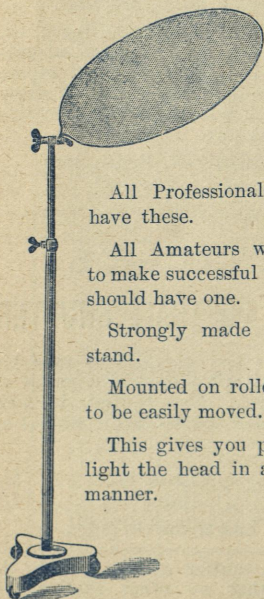 All Professional
have these.
All Amateurs w
to make successful
should have one.
Strongly made
stand.
Mounted on rolle
to be easily moved.
This gives you p
light the head in a
manner.